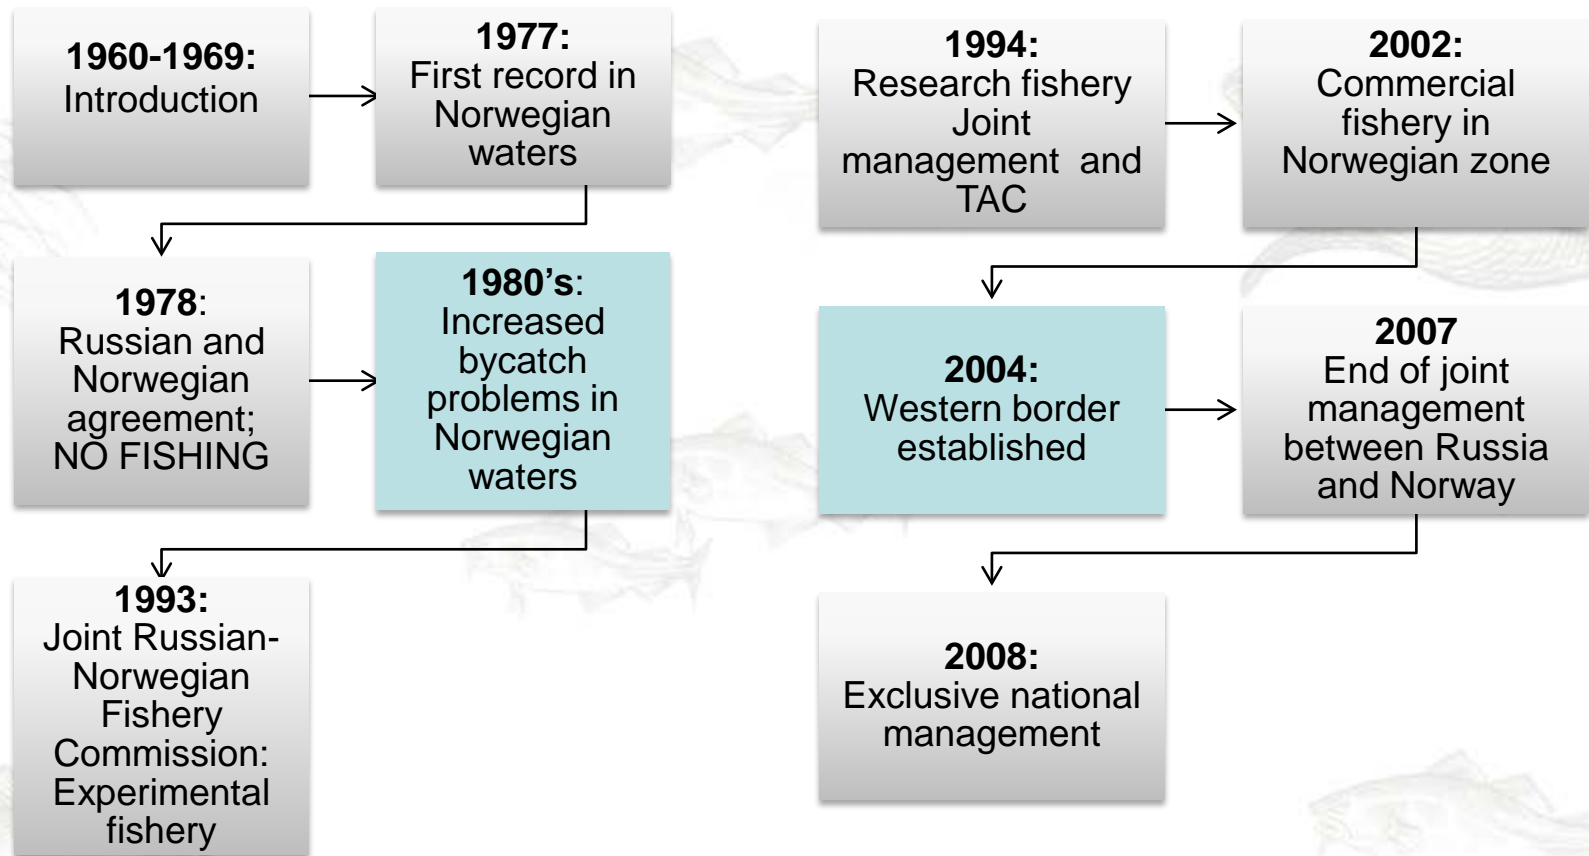 1960-1969:
Introduction
1977:
First record in
Norwegian
waters
1978:
Russian and
Norwegian
agreement;
NO FISHING
1980’s:
Increased
bycatch
problems in
Norwegian
waters
1993:
Joint Russian-
Norwegian
Fishery
Commission:
Experimental
fishery
1994:
Research fishery
Joint
management and
TAC
2002:
Commercial
fishery in
Norwegian zone
2004:
Western border
established
2007
End of joint
management
between Russia
and Norway
2008:
Exclusive national
management